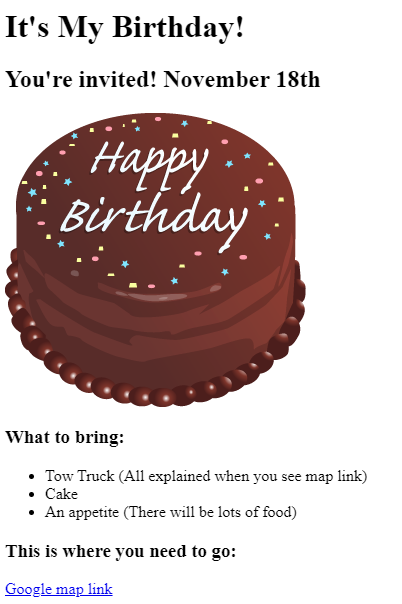 It's My Birthday!
You're invited! November 18th
Happy
Birthday
What to bring:
Tow Truck (All explained when you see map link)
Cake
An appetite (There will be lots of food)
This is where you need to go:
Google map link